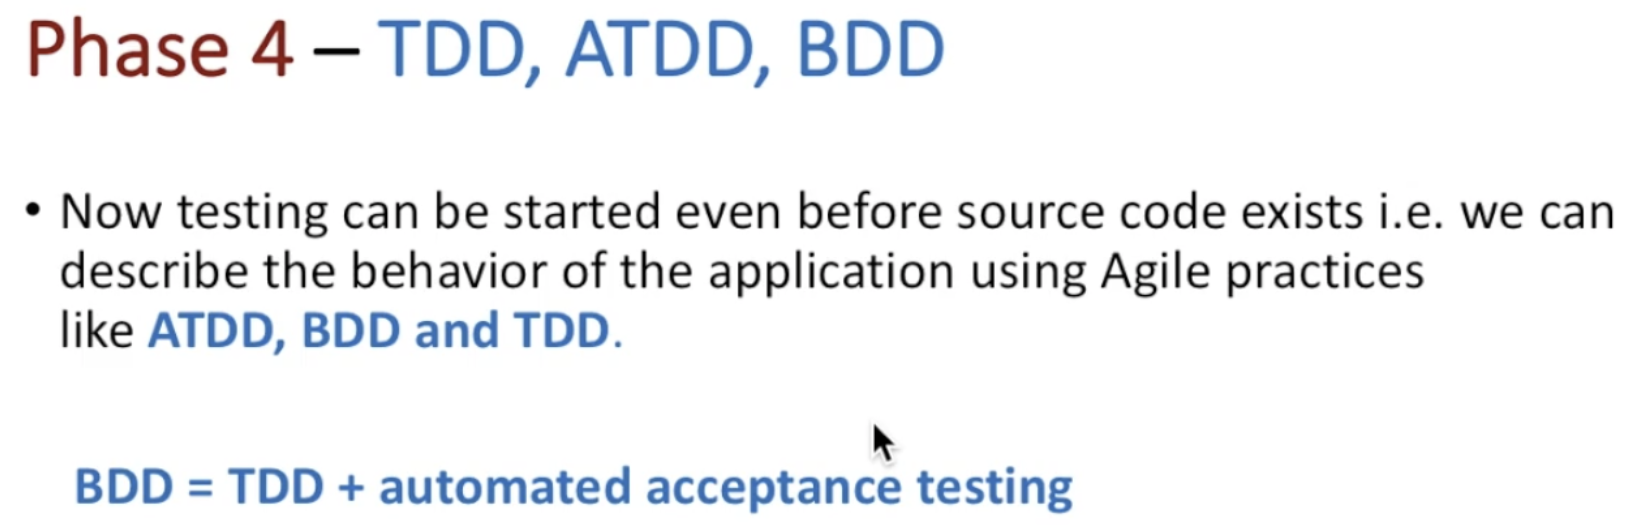 Phase 4 – TDD, ATDD, BDD
• Now testing can be started even before source code exists i.e. we can
describe the behavior of the application using Agile practices
like ATDD, BDD and TDD.
BDD = TDD + automated acceptance testing